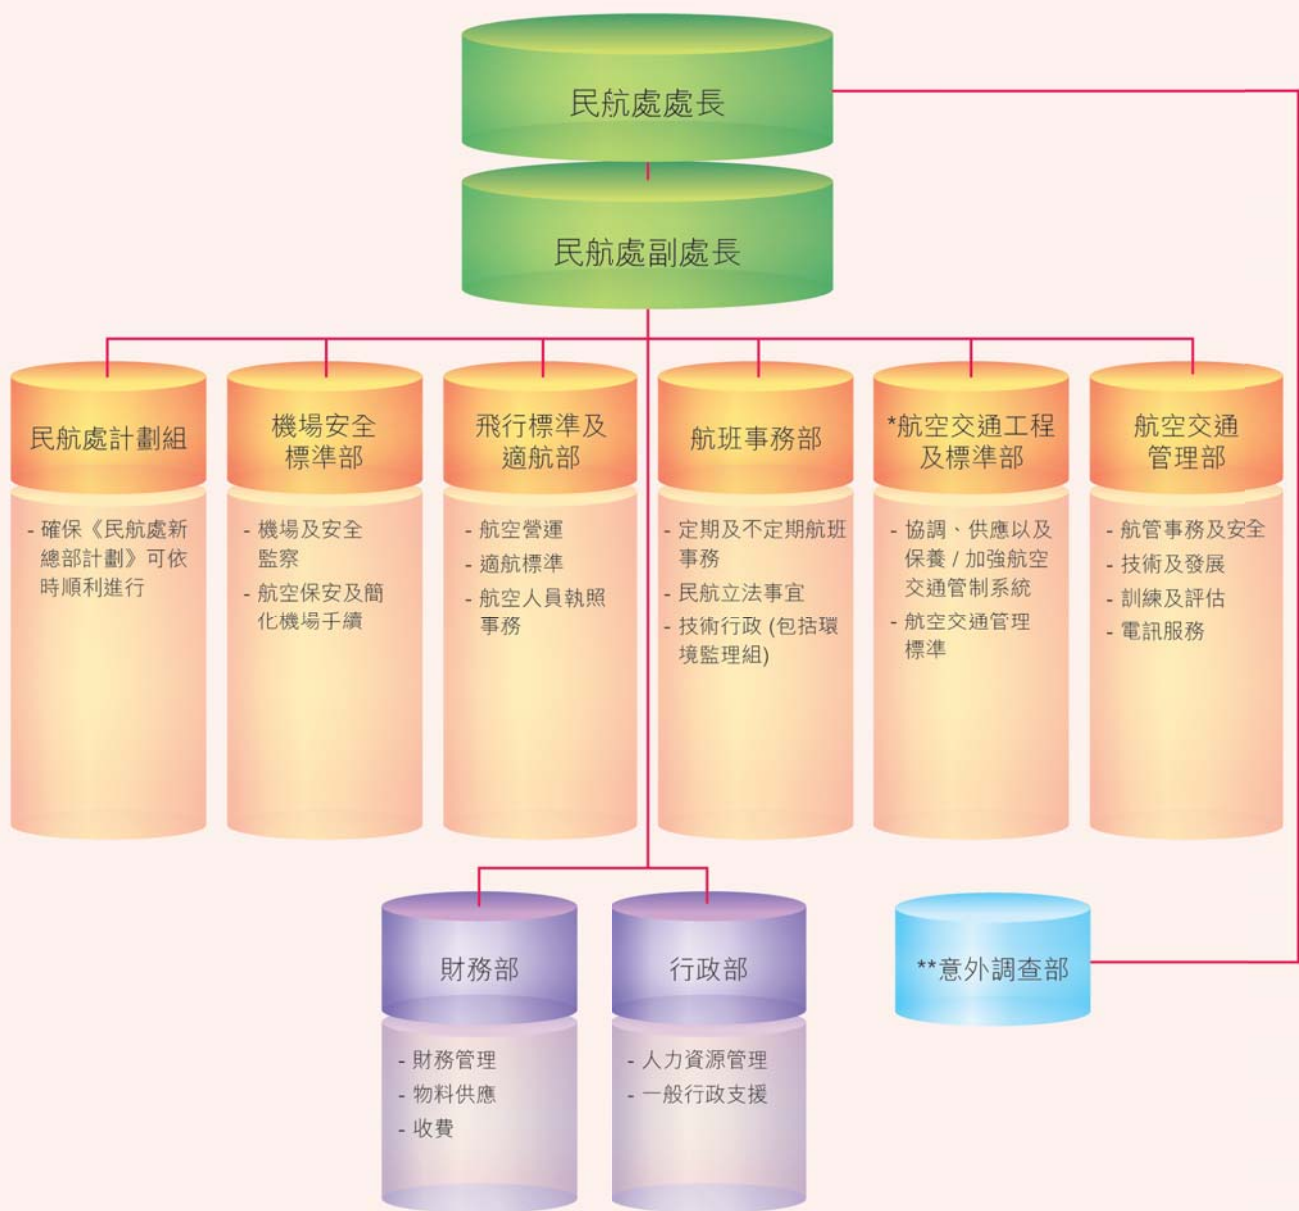 民航處處長
民航處副處長
民航處計劃組
- 確保《民航處新
總部計劃》可依
時順利進行
機場安全
標準部
- 機場及安全
監察
- 航空保安及簡
化機場手續
飛行標準及
適航部
- 航空營運
- 適航標準
- 航空人員執照
事務
航班事務部
- 定期及不定期航班
事務
- 民航立法事宜
- 技術行政 (包括環
境監理組)
*航空交通工程
及標準部
- 協調、供應以及
保養 / 加強航空
交通管制系統
- 航空交通管理
標準
航空交通
管理部
- 航管事務及安全
- 技術及發展
- 訓練及評估
- 電訊服務
財務部
- 財務管理
- 物料供應
- 收費
行政部
- 人力資源管理
- 一般行政支援
**意外調查部